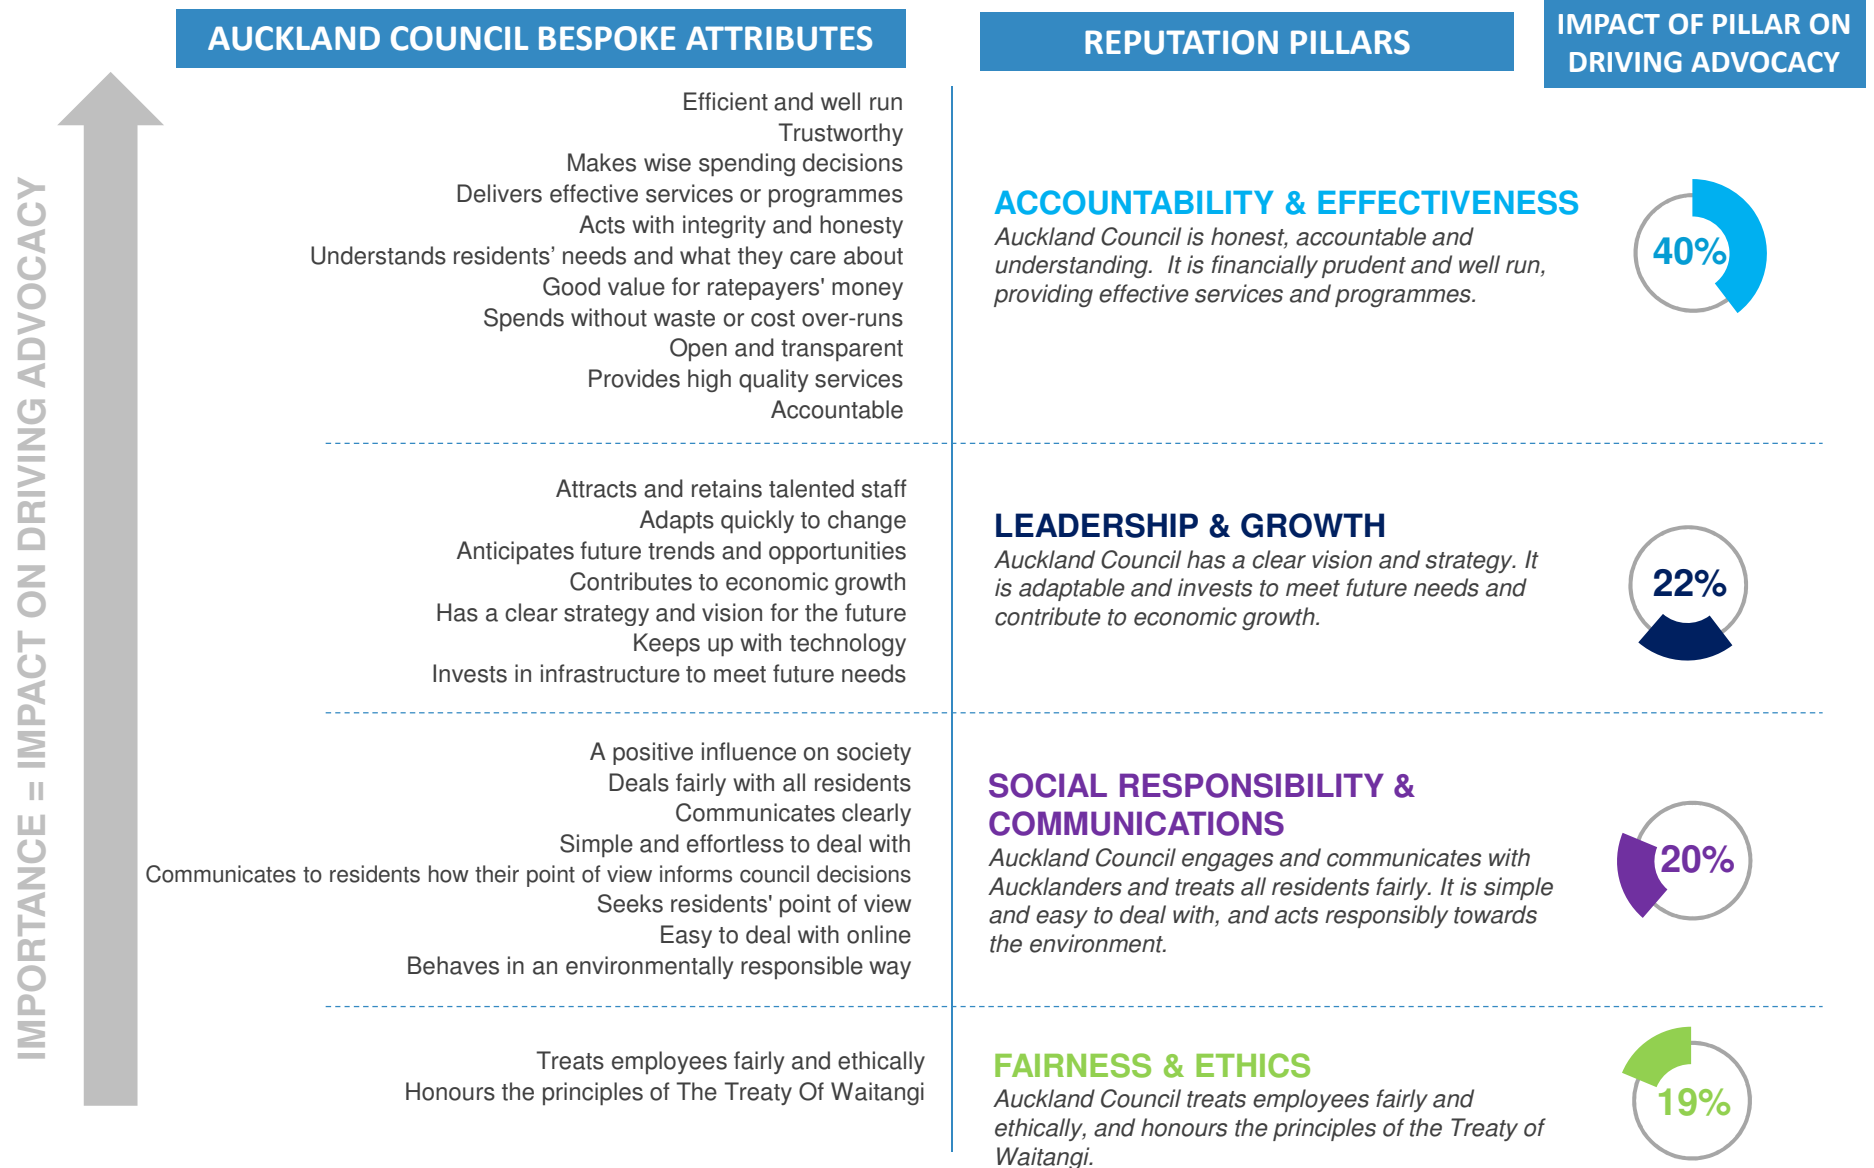 AUCKLAND COUNCIL BESPOKE ATTRIBUTES
REPUTATION PILLARS
IMPACT OF PILLAR ON
DRIVING ADVOCACY
IMPORTANCE = IMPACT ON DRIVING ADVOCACY
Efficient and well run
Trustworthy
Makes wise spending decisions
Delivers effective services or programmes
Acts with integrity and honesty
Understands residents’ needs and what they care about
Good value for ratepayers' money
Spends without waste or cost over-runs
Open and transparent
Provides high quality services
Accountable
ACCOUNTABILITY & EFFECTIVENESS
Auckland Council is honest, accountable and
understanding.  It is financially prudent and well run,
providing effective services and programmes.
40%
Attracts and retains talented staff
Adapts quickly to change
Anticipates future trends and opportunities
Contributes to economic growth
Has a clear strategy and vision for the future
Keeps up with technology
Invests in infrastructure to meet future needs
LEADERSHIP & GROWTH
Auckland Council has a clear vision and strategy. It
is adaptable and invests to meet future needs and
contribute to economic growth.
22%
A positive influence on society
Deals fairly with all residents
Communicates clearly
Simple and effortless to deal with
Communicates to residents how their point of view informs council decisions
Seeks residents' point of view
Easy to deal with online
Behaves in an environmentally responsible way
SOCIAL RESPONSIBILITY &
COMMUNICATIONS
Auckland Council engages and communicates with
Aucklanders and treats all residents fairly. It is simple
and easy to deal with, and acts responsibly towards
the environment.
20%
Treats employees fairly and ethically
Honours the principles of The Treaty Of Waitangi
FAIRNESS & ETHICS
Auckland Council treats employees fairly and
ethically, and honours the principles of the Treaty of
Waitangi.
19%